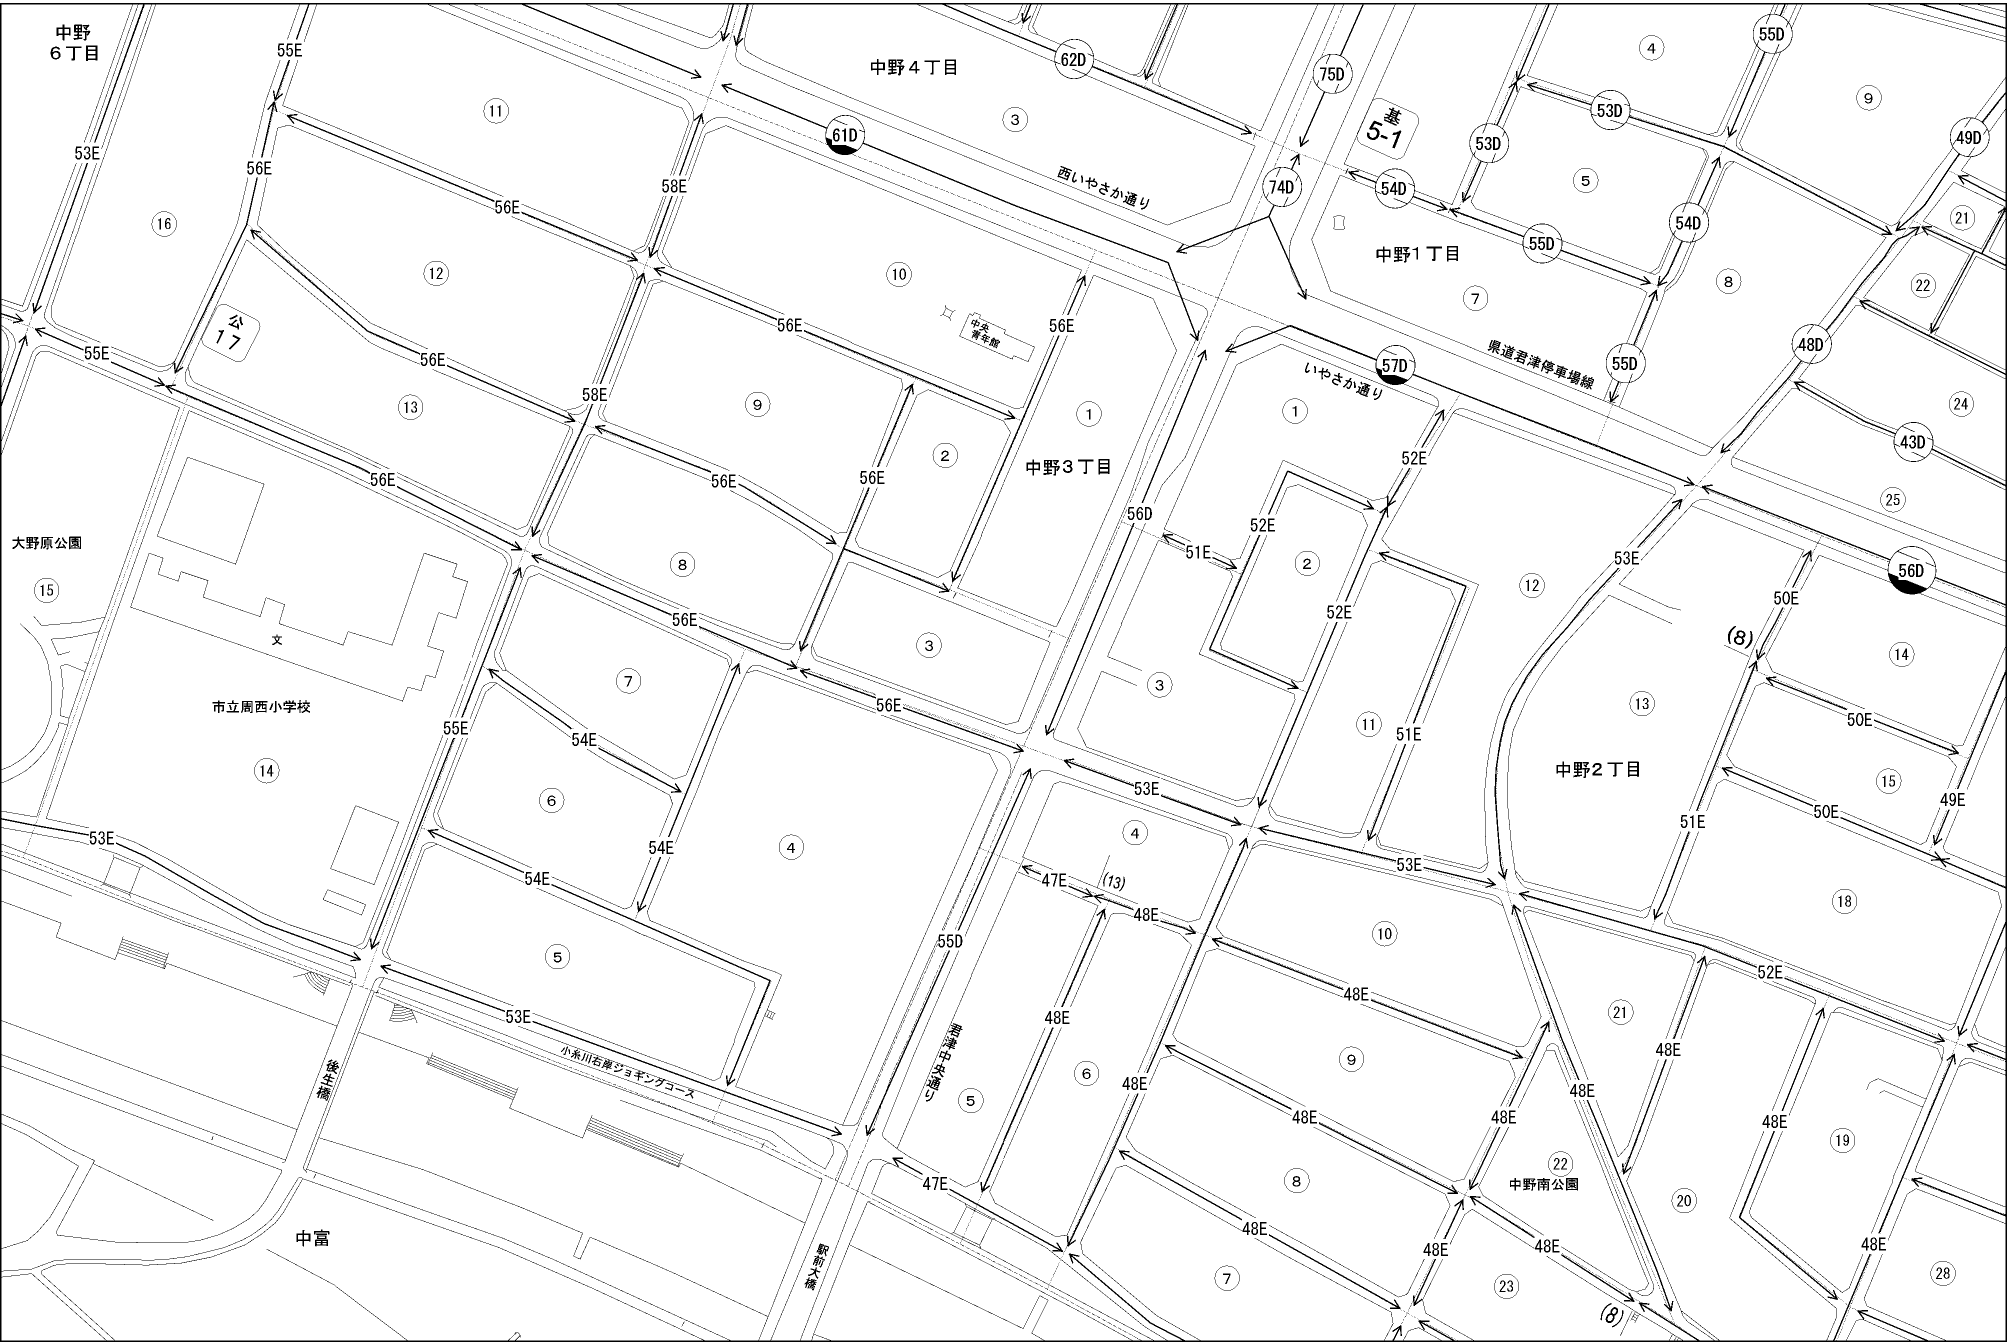 中野
６丁目
55E
11
中野４丁目
62D
3
75D
基
5-1
4
55D
9
53D
53D
49D
53E
61D
56E
58E
56E
西いやさか通り
74D
54D
5
54D
21
16
55D
中野１丁目
12
10
7
8
22
公
17
中央
青年館
56E
56E
48D
55E
56E
県道君津停車場線
57D
55D
いやさか通り
58E
13
9
1
1
24
43D
2
中野３丁目
52E
56E
56E
56E
25
56D
52E
大野原公園
51E
53E
8
2
12
56D
15
50E
52E
文
56E
3
(8)
14
7
3
13
市立周西小学校
56E
50E
55E
54E
11
51E
14
中野２丁目
15
6
53E
49E
50E
51E
53E
4
54E
4
53E
54E
47E
(13)
18
48E
10
55D
5
52E
48E
53E
21
48E
小糸川右岸ジョギングコース
君津中央通り
9
48E
後生橋
6
48E
48E
5
48E
48E
48E
19
22
中野南公園
47E
8
20
48E
中富
48E
48E
48E
駅前大橋
7
23
28
(8)